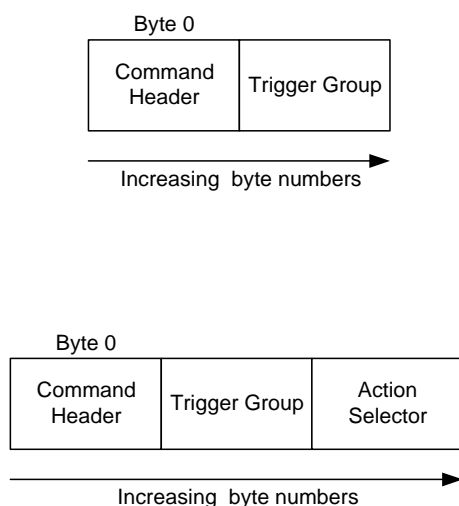 Byte 0
Command
Header
Trigger Group
Increasing byte numbers
Byte 0
Command
Header
Trigger Group
Action
Selector
Increasing byte numbers